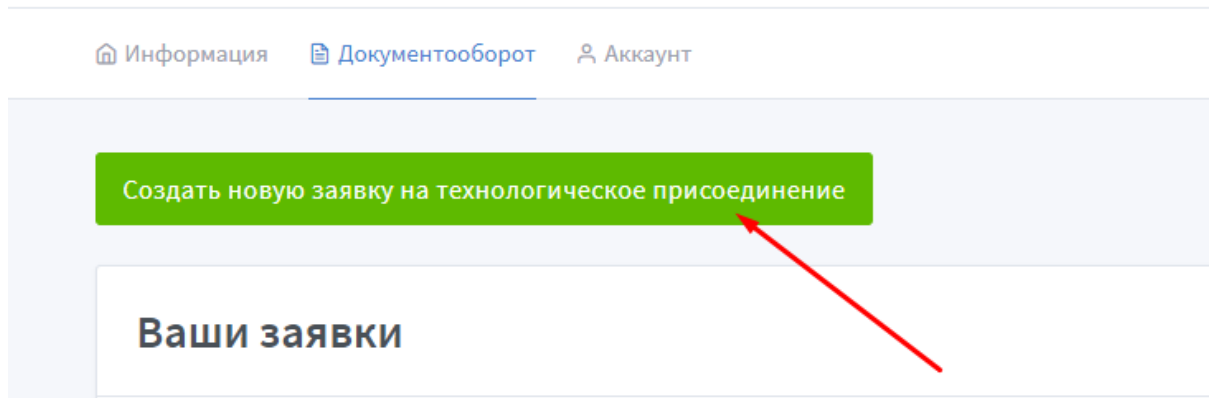 Информация Документооборот Аккаунт
Создать новую заявку на технологическое присоединение
Ваши заявки